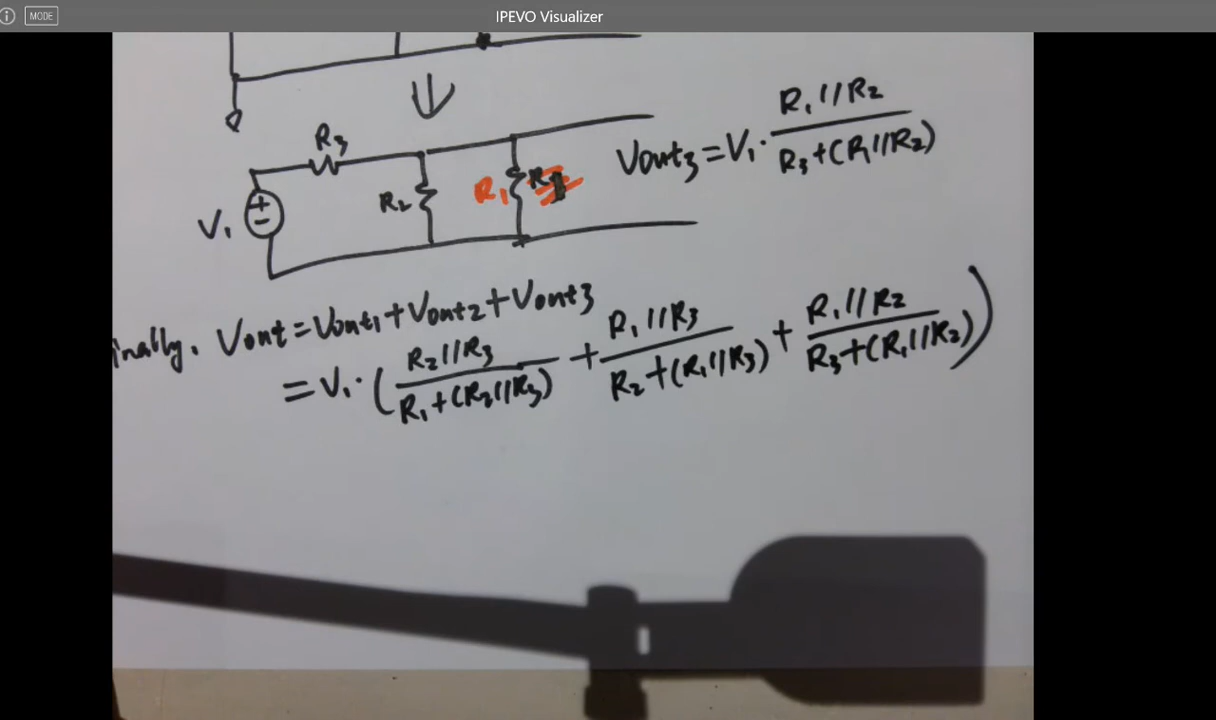 IPEVO Visualizer
MODE
R3
R2
R1
V1
Vout3 = V1 · R1//R2 / R3+(R1//R2)
inally, Vout = Vout1 + Vout2 + Vout3
= V1 · ( R2//R3 / R1+(R2//R3) + R1//R3 / R2+(R1//R3) + R1//R2 / R3+(R1//R2) )